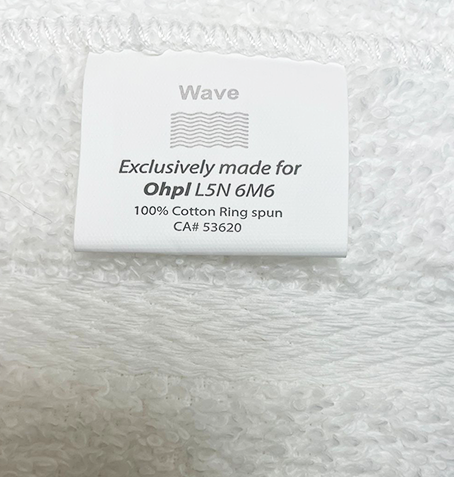 Wave
Exclusively made for
Ohpl L5N 6M6
100% Cotton Ring spun
CA# 53620